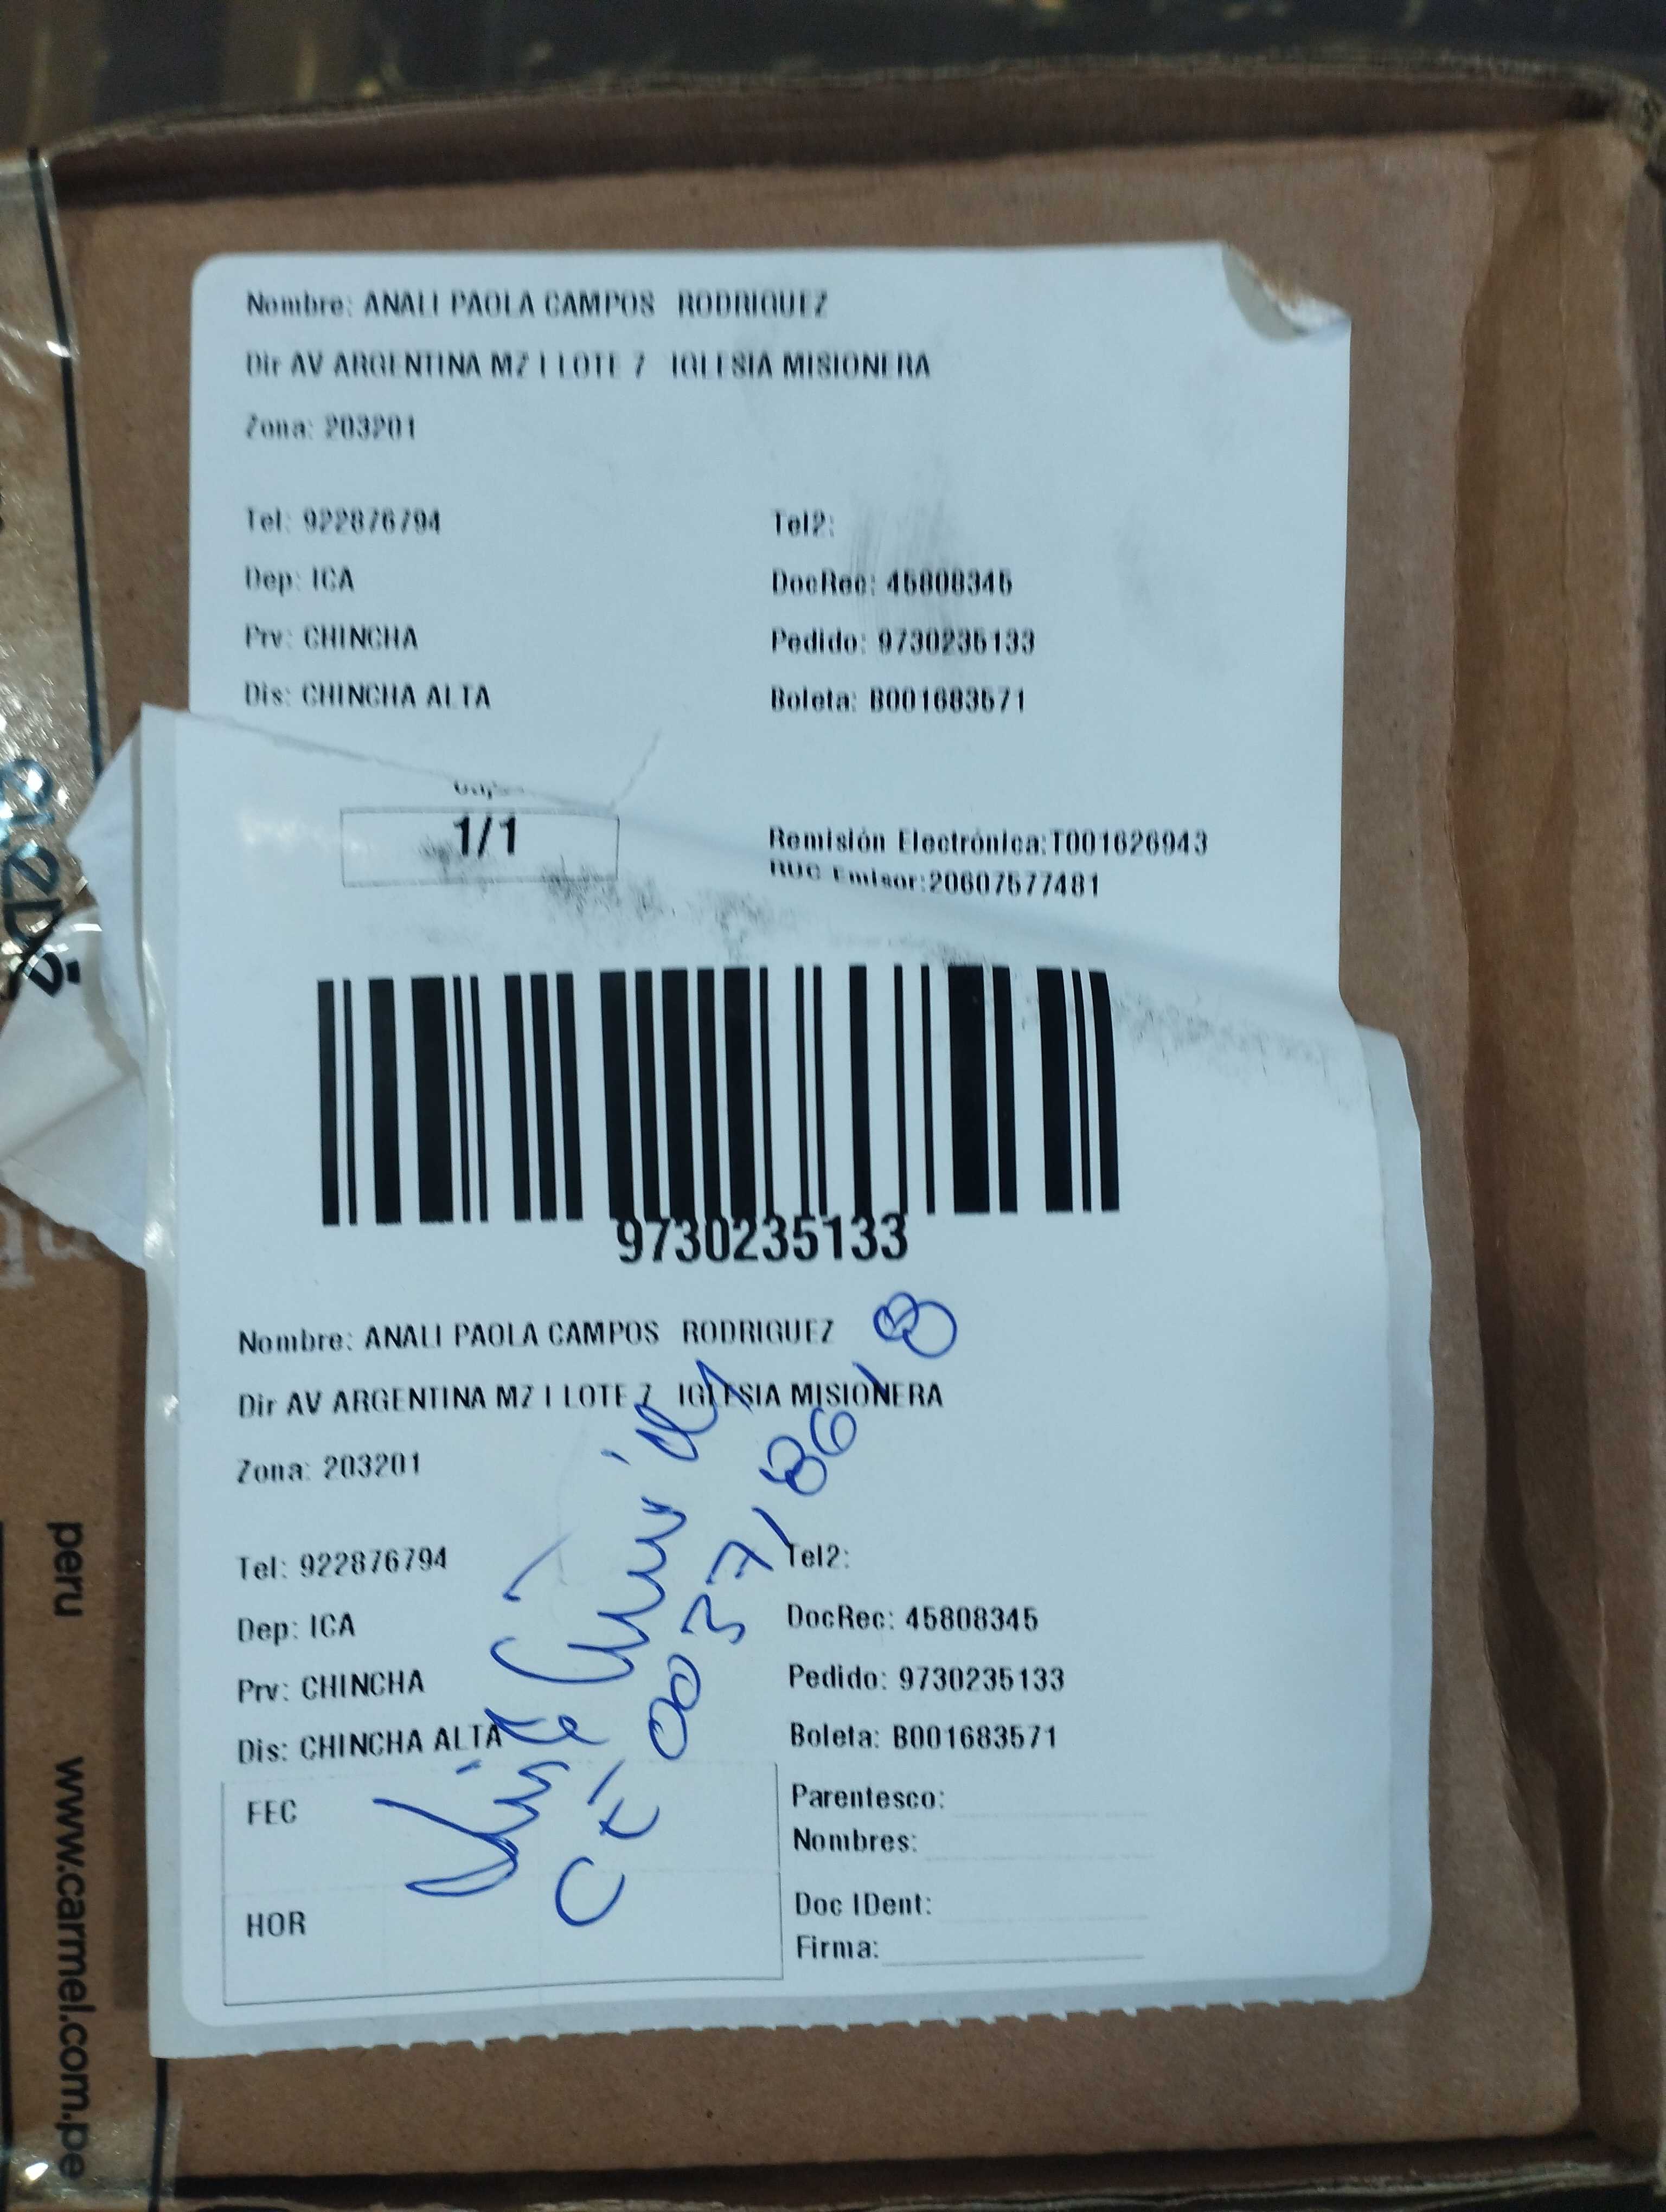 Nombre: ANALI PAOLA CAMPOS RODRIGUEZ
Dir AV ARGENTINA MZ I LOTE 7 IGLESIA MISIONERA
Zona: 203201
Tel: 922876794 Tel2:
Dep: ICA DocRec: 45808345
Prv: CHINCHA Pedido: 9730235133
Dis: CHINCHA ALTA Boleta: B001683571
1/1
Remisión Electrónica:T001626943
RUC Emisor:20607577481
9730235133
Nombre: ANALI PAOLA CAMPOS RODRIGUEZ
Dir AV ARGENTINA MZ I LOTE 7 IGLESIA MISIONERA
Zona: 203201
Tel: 922876794 Tel2:
Dep: ICA DocRec: 45808345
Prv: CHINCHA Pedido: 9730235133
Dis: CHINCHA ALTA Boleta: B001683571
FEC
HOR
Parentesco:
Nombres:
Doc IDent:
Firma:
peru www.carmel.com.pe